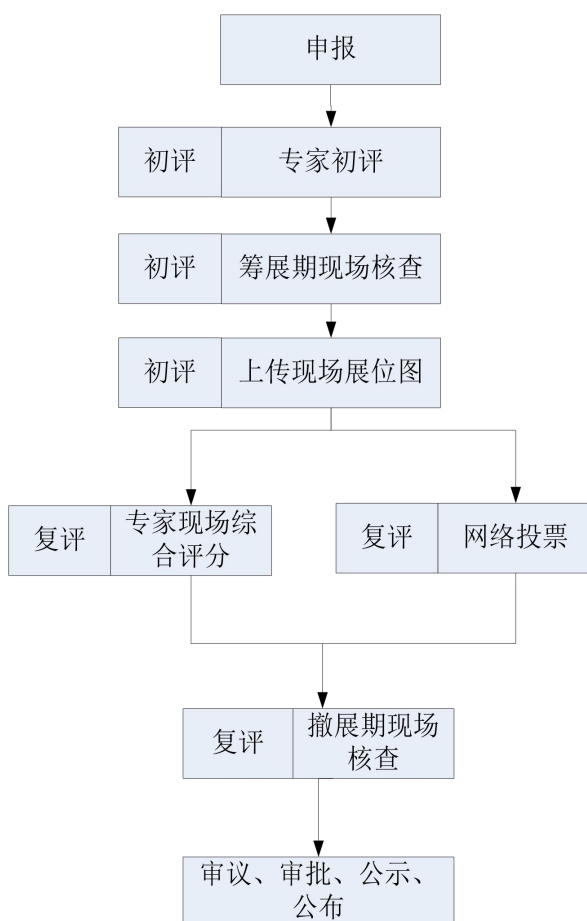 申报
初评
专家初评
初评
筹展期现场核查
初评
上传现场展位图
复评
专家现场综
合评分
复评
网络投票
复评
撤展期现场
核查
审议、审批、公示、
公布